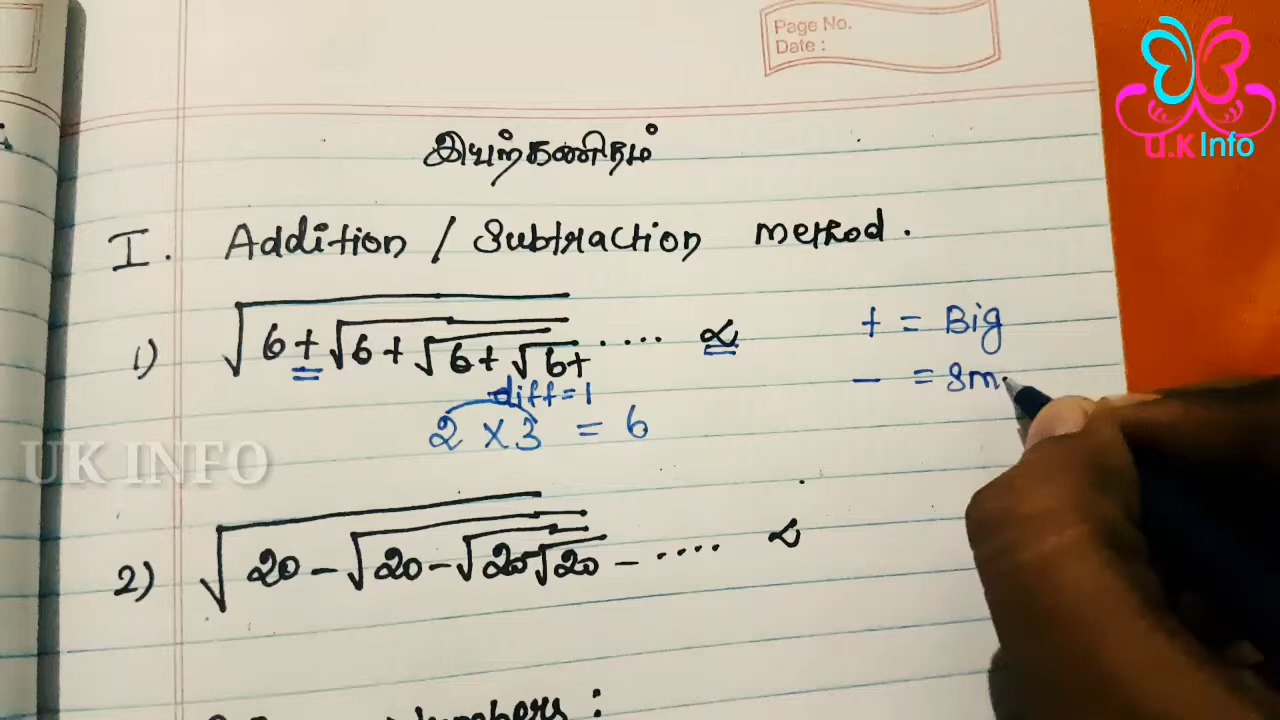 Page No.
Date :
U.K Info
இயற்கணிதம்
I. Addition / Subtraction method.
1) √6+√6+√6+√6+ ..... ∝
+ = Big
- = Sm
diff=1
2 × 3 = 6
UK INFO
2) √20-√20-√20√20 - .... ∝
Numbers :